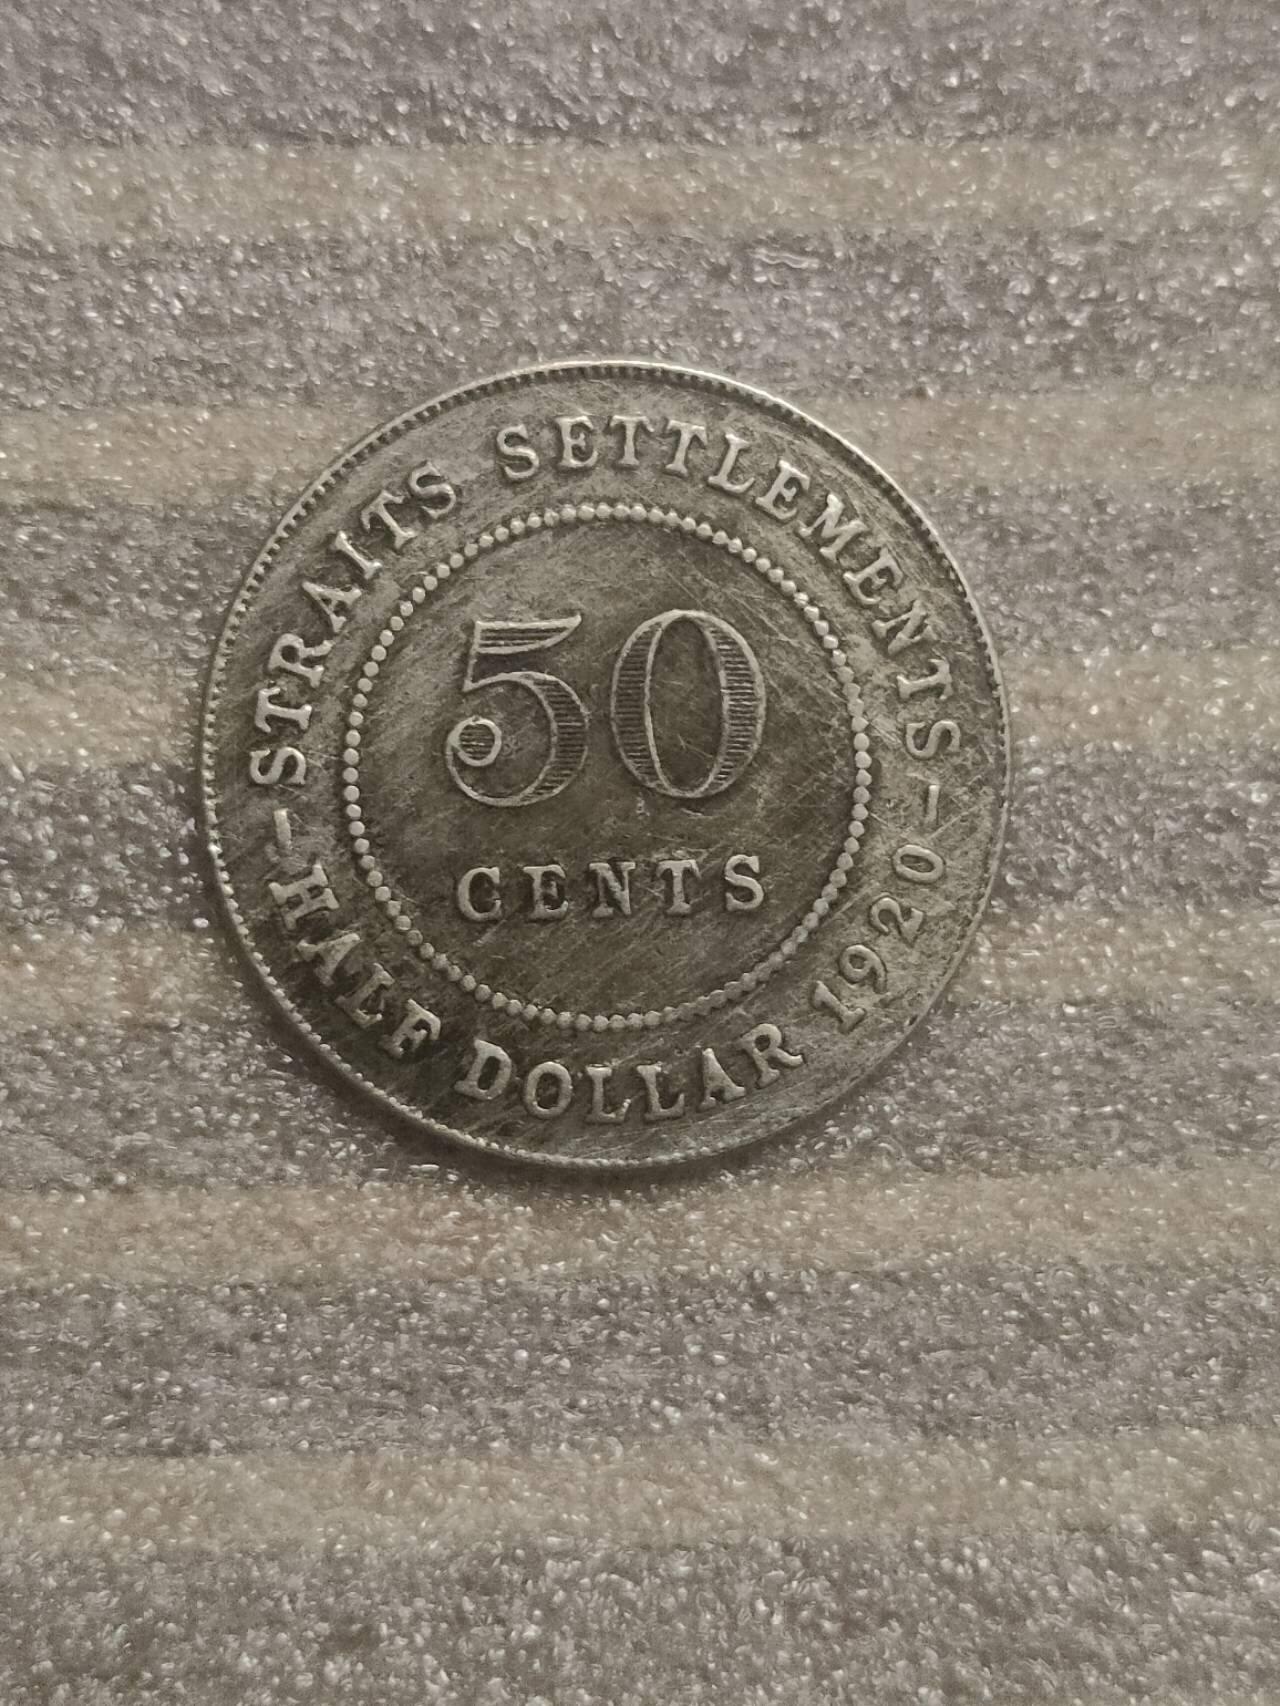 STRAITS SETTLEMENTS
50
CENTS
HALF DOLLAR 1920